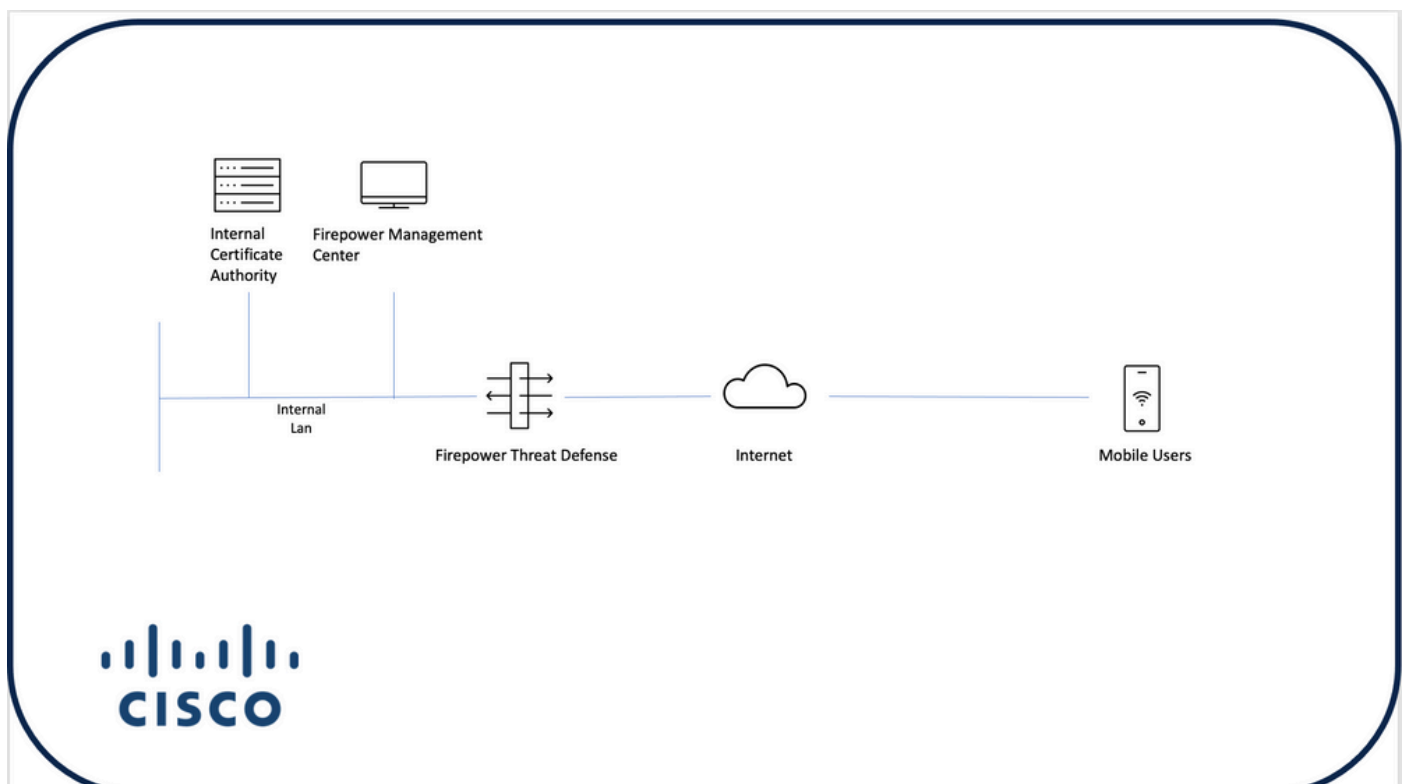 Internal
Certificate
Authority
Firepower Management
Center
Internal
Lan
Firepower Threat Defense
Internet
Mobile Users
CISCO